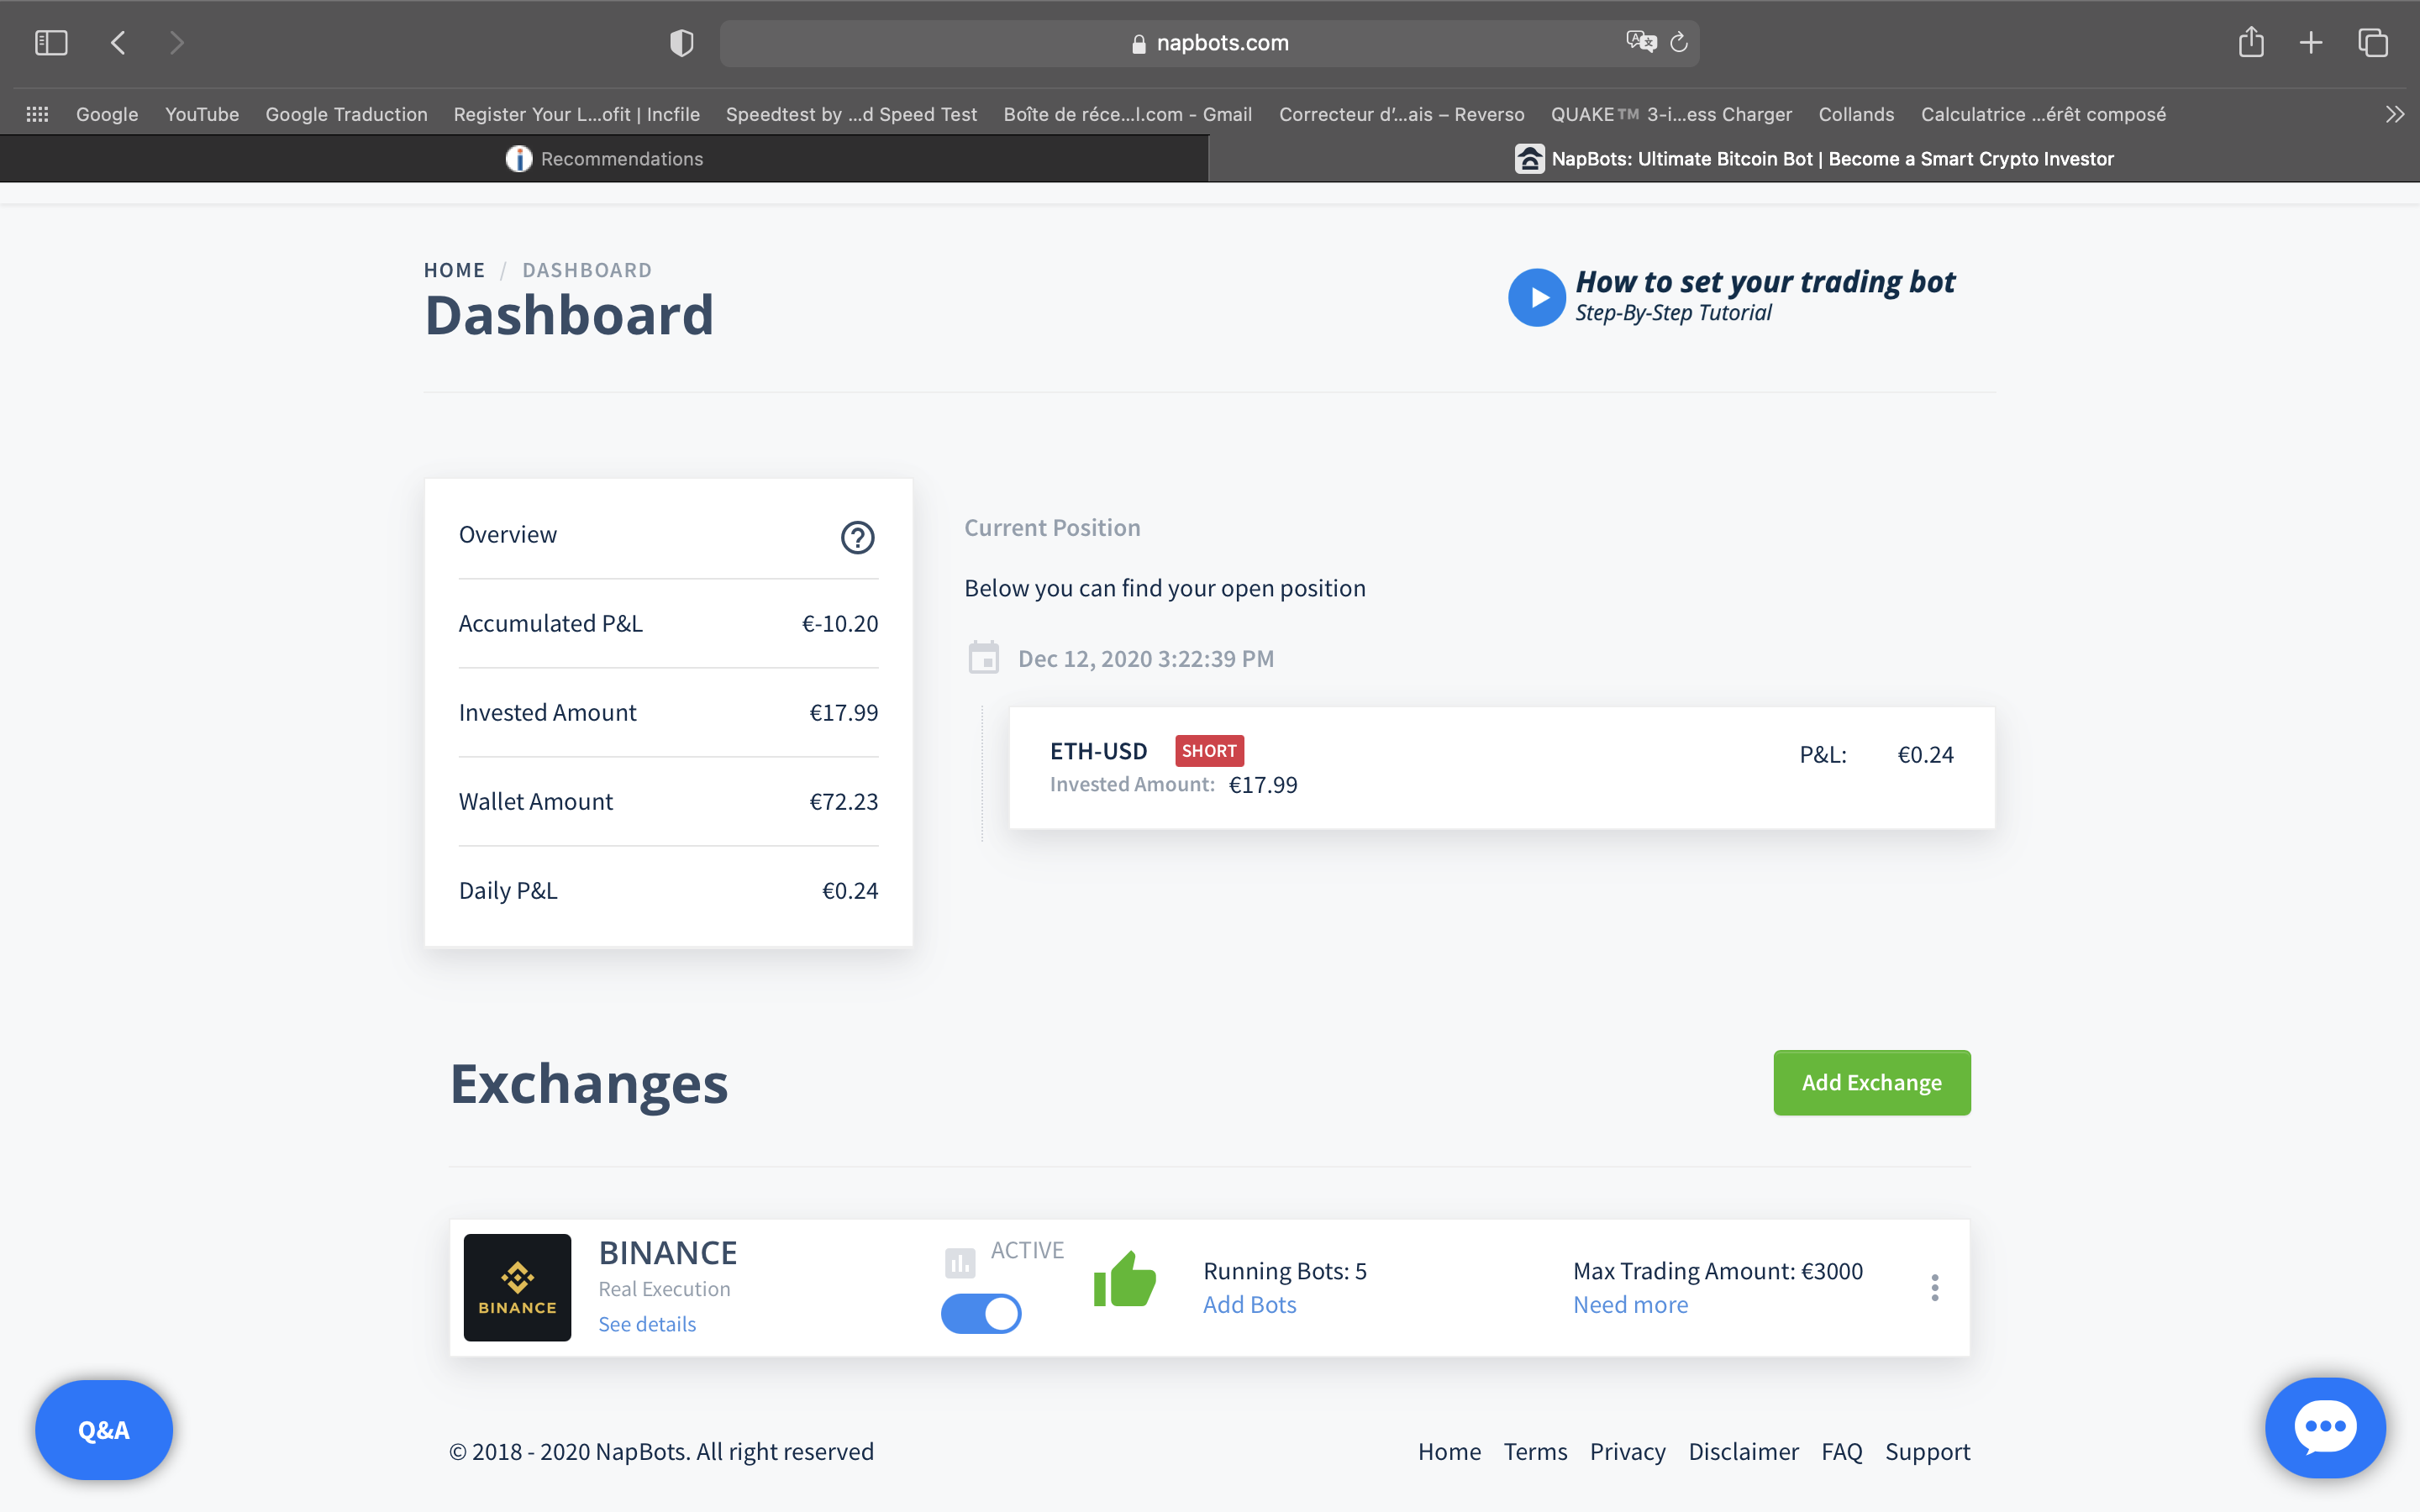 napbots.com
Google YouTube Google Traduction Register Your L...ofit | Incfile Speedtest by ...d Speed Test Boîte de réce...l.com - Gmail Correcteur d'...ais – Reverso QUAKE™ 3-i...ess Charger Collands Calculatrice ...érêt composé
Recommendations
NapBots: Ultimate Bitcoin Bot | Become a Smart Crypto Investor
HOME / DASHBOARD
Dashboard
How to set your trading bot
Step-By-Step Tutorial
Overview
Accumulated P&L €-10.20
Invested Amount €17.99
Wallet Amount €72.23
Daily P&L €0.24
Current Position
Below you can find your open position
Dec 12, 2020 3:22:39 PM
ETH-USD SHORT P&L: €0.24
Invested Amount: €17.99
Exchanges
Add Exchange
BINANCE
BINANCE
Real Execution
See details
ACTIVE
Running Bots: 5
Add Bots
Max Trading Amount: €3000
Need more
Q&A
© 2018 - 2020 NapBots. All right reserved
Home Terms Privacy Disclaimer FAQ Support